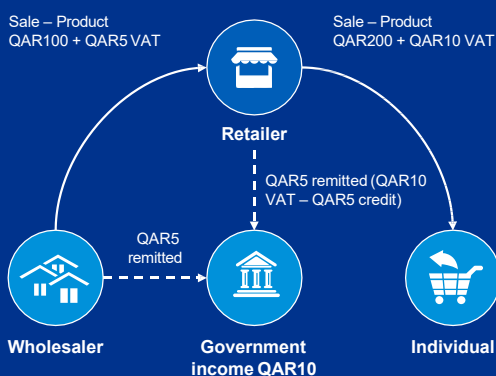 Sale – Product
QAR100 + QAR5 VAT
Sale – Product
QAR200 + QAR10 VAT
Retailer
QAR5 remitted (QAR10
VAT – QAR5 credit)
QAR5
remitted
Wholesaler
Government
income QAR10
Individual